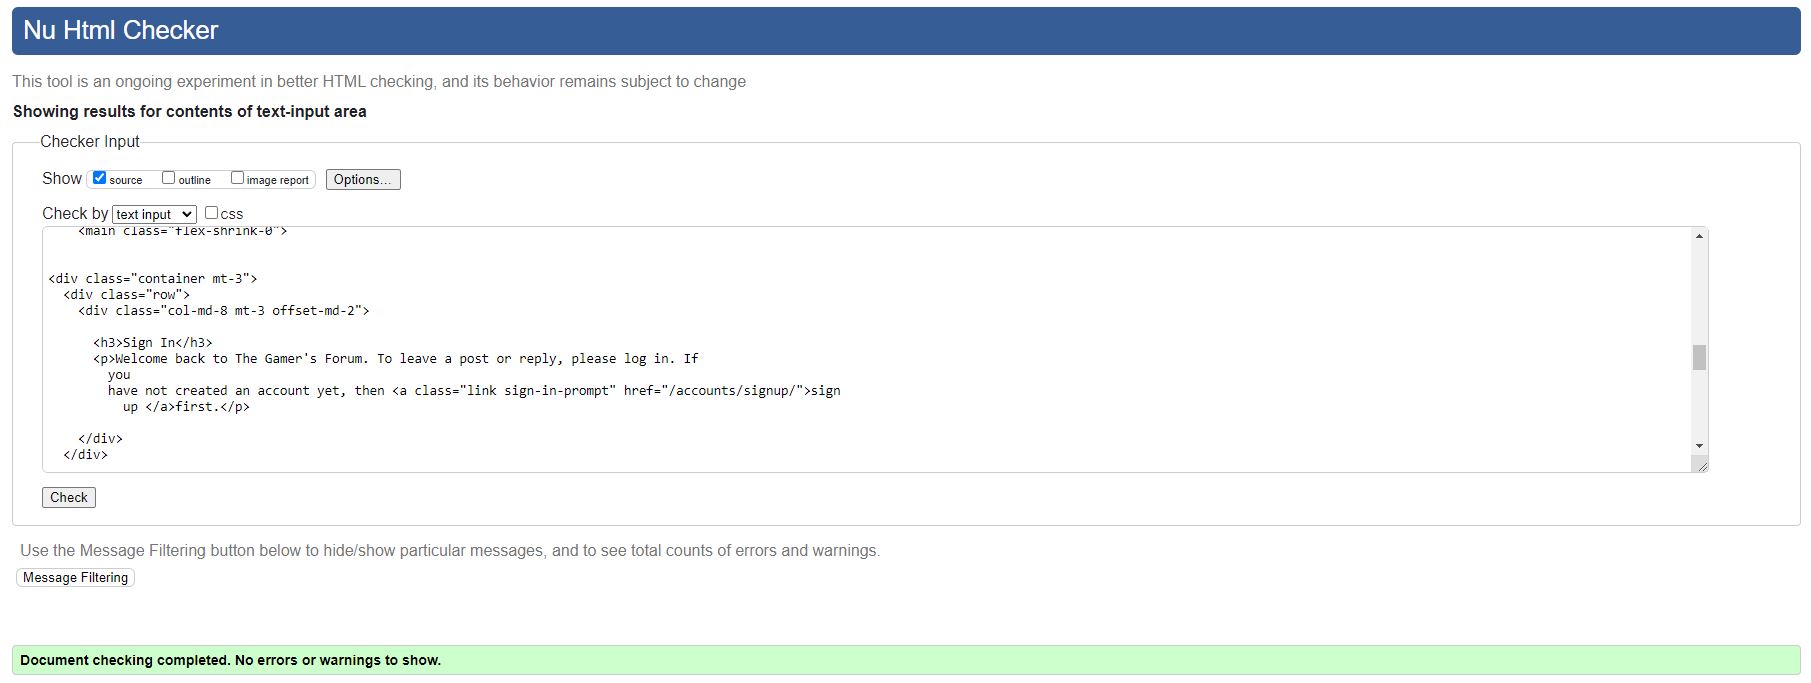 Nu Html Checker
This tool is an ongoing experiment in better HTML checking, and its behavior remains subject to change
Showing results for contents of text-input area
Checker Input
Show source outline image report Options...
Check by text input css
<main class="flex-shrink-0">
<div class="container mt-3">
<div class="row">
<div class="col-md-8 mt-3 offset-md-2">
<h3>Sign In</h3>
<p>Welcome back to The Gamer's Forum. To leave a post or reply, please log in. If
you
have not created an account yet, then <a class="link sign-in-prompt" href="/accounts/signup/">sign
up </a>first.</p>
</div>
</div>
Check
Use the Message Filtering button below to hide/show particular messages, and to see total counts of errors and warnings.
Message Filtering
Document checking completed. No errors or warnings to show.